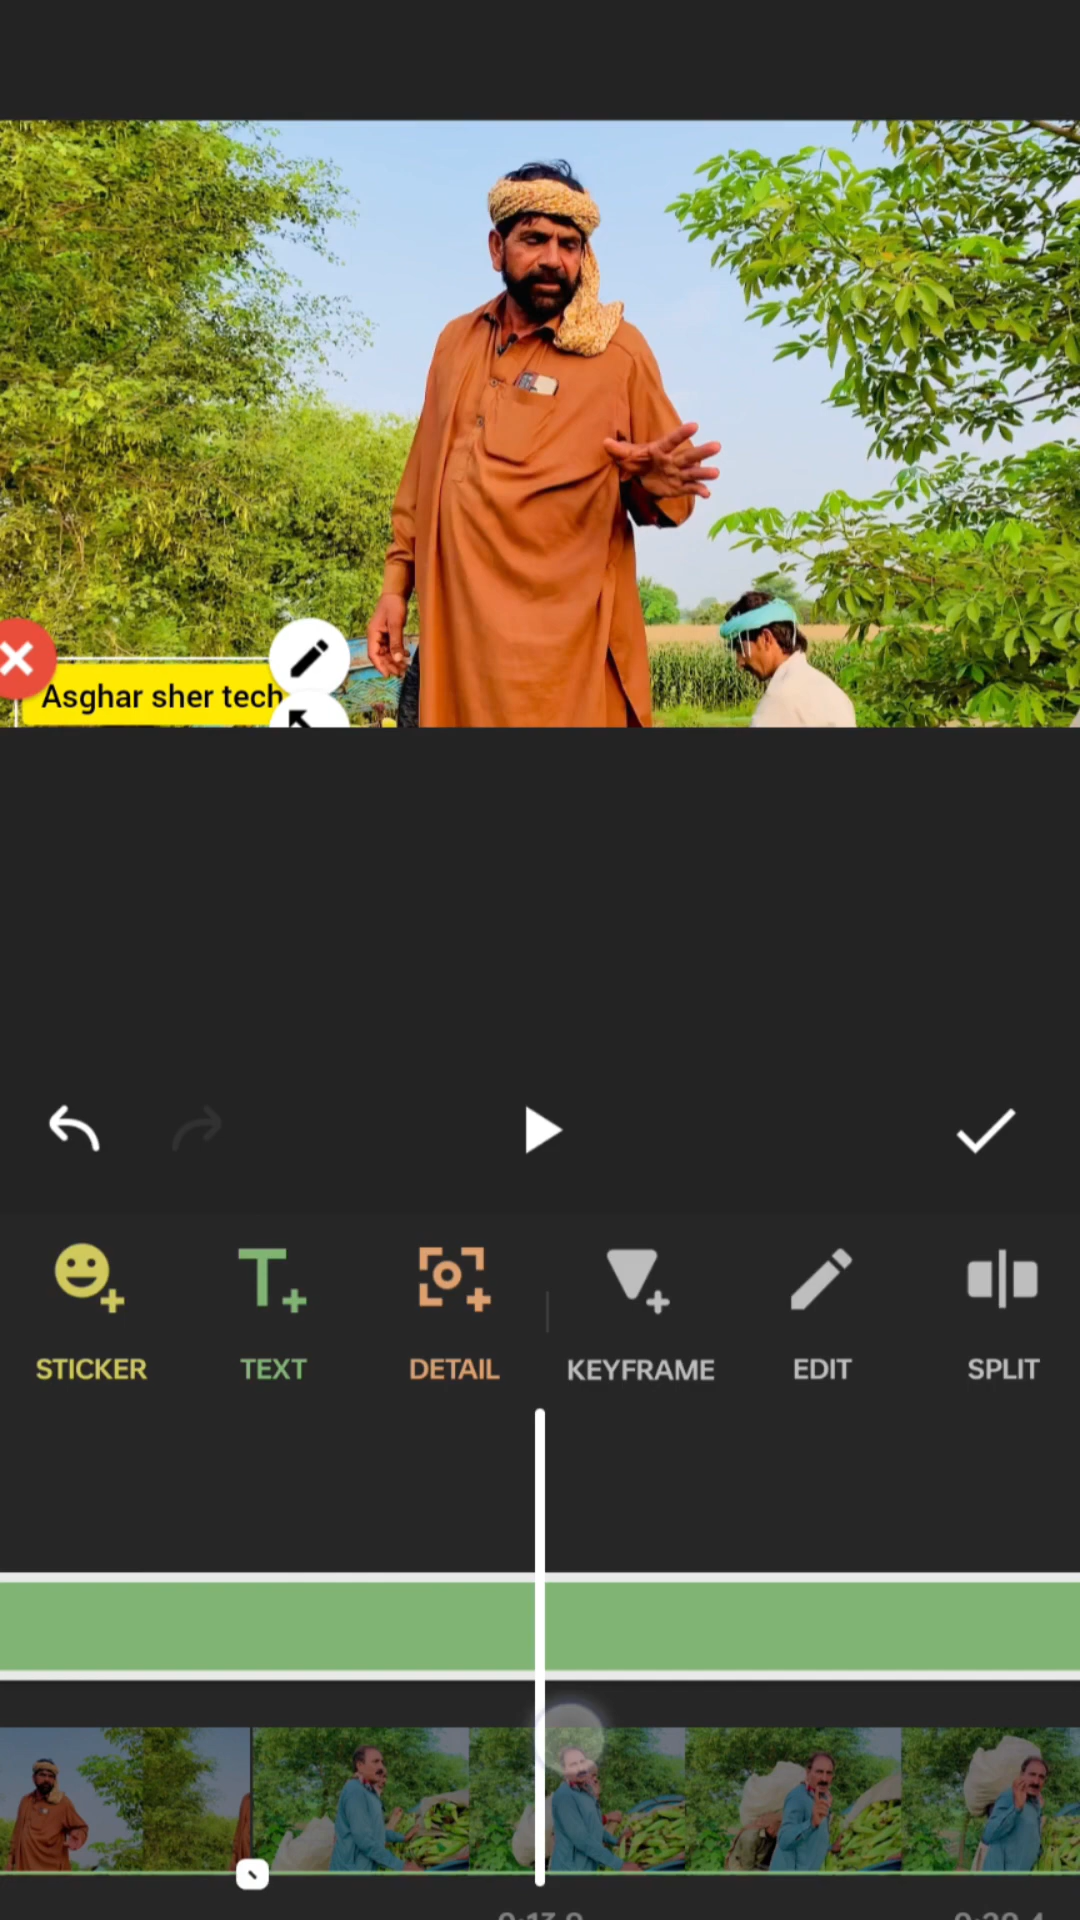 Asghar sher tech
STICKER
TEXT
DETAIL
KEYFRAME
EDIT
SPLIT